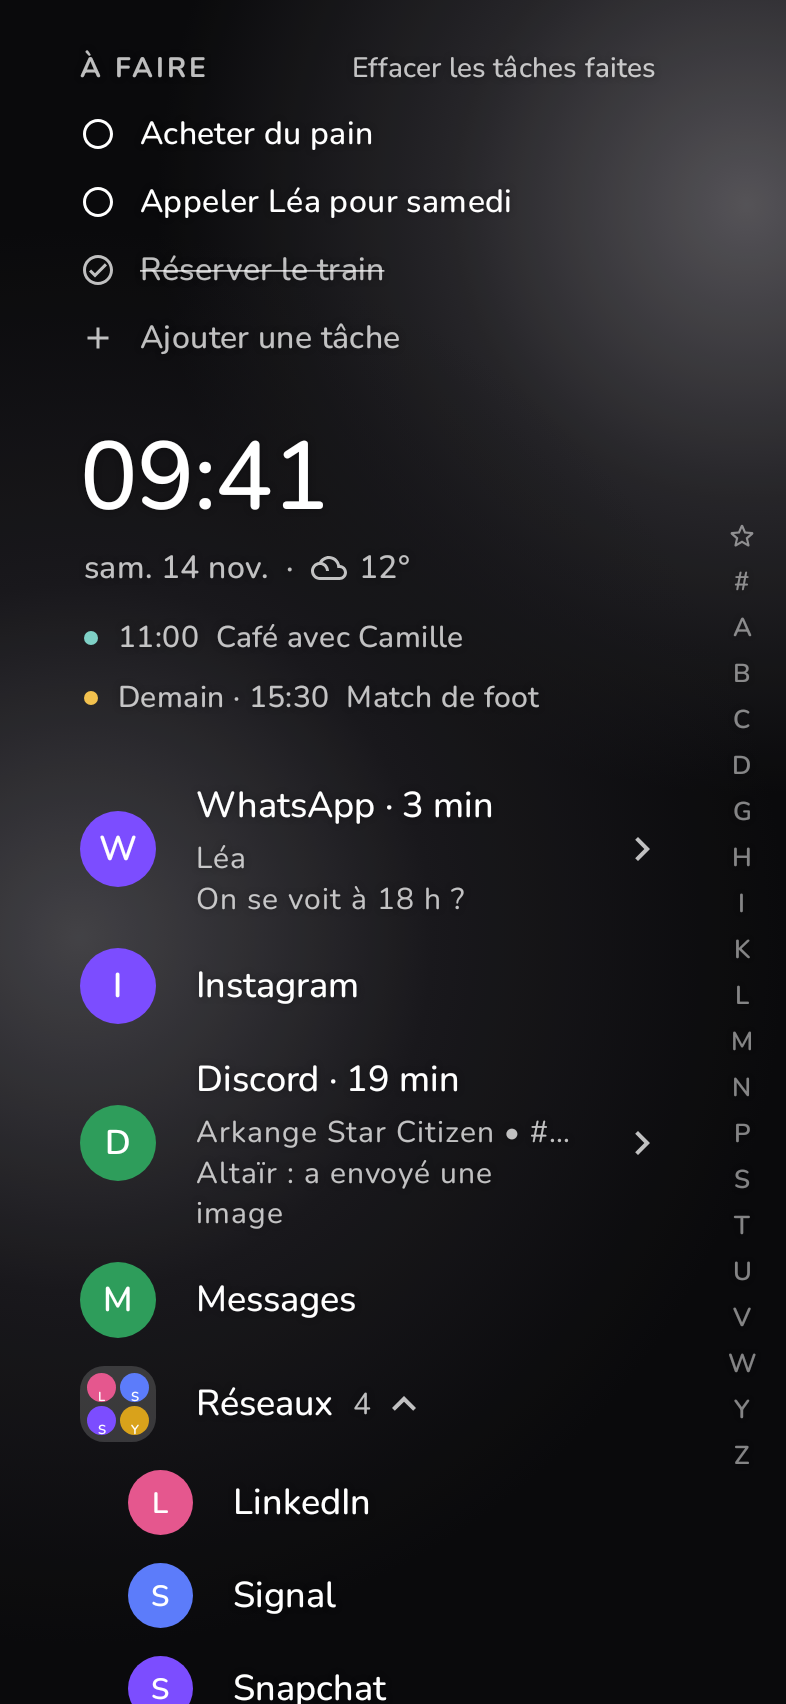 À FAIRE
Effacer les tâches faites
Acheter du pain
Appeler Léa pour samedi
Réserver le train
Ajouter une tâche
09:41
sam. 14 nov. · 12°
11:00 Café avec Camille
Demain · 15:30 Match de foot
W
WhatsApp · 3 min
Léa
On se voit à 18 h ?
I
Instagram
D
Discord · 19 min
Arkange Star Citizen • #…
Altaïr : a envoyé une
image
M
Messages
L S
S Y
Réseaux 4
L
LinkedIn
S
Signal
S
Snapchat
#
A
B
C
D
G
H
I
K
L
M
N
P
S
T
U
V
W
Y
Z